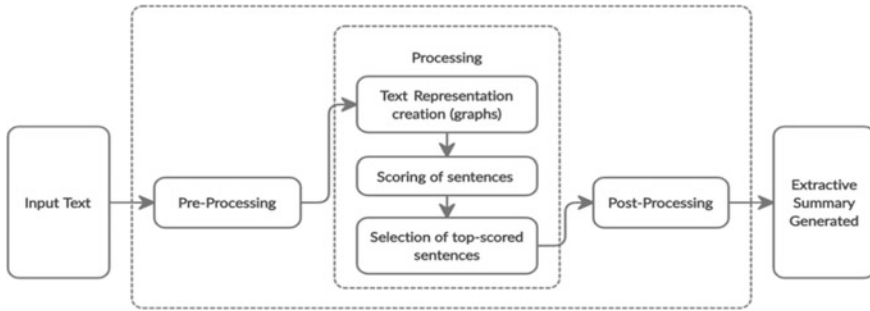 Input Text
Pre-Processing
Processing
Text Representation
creation (graphs)
Scoring of sentences
Selection of top-scored
sentences
Post-Processing
Extractive
Summary
Generated